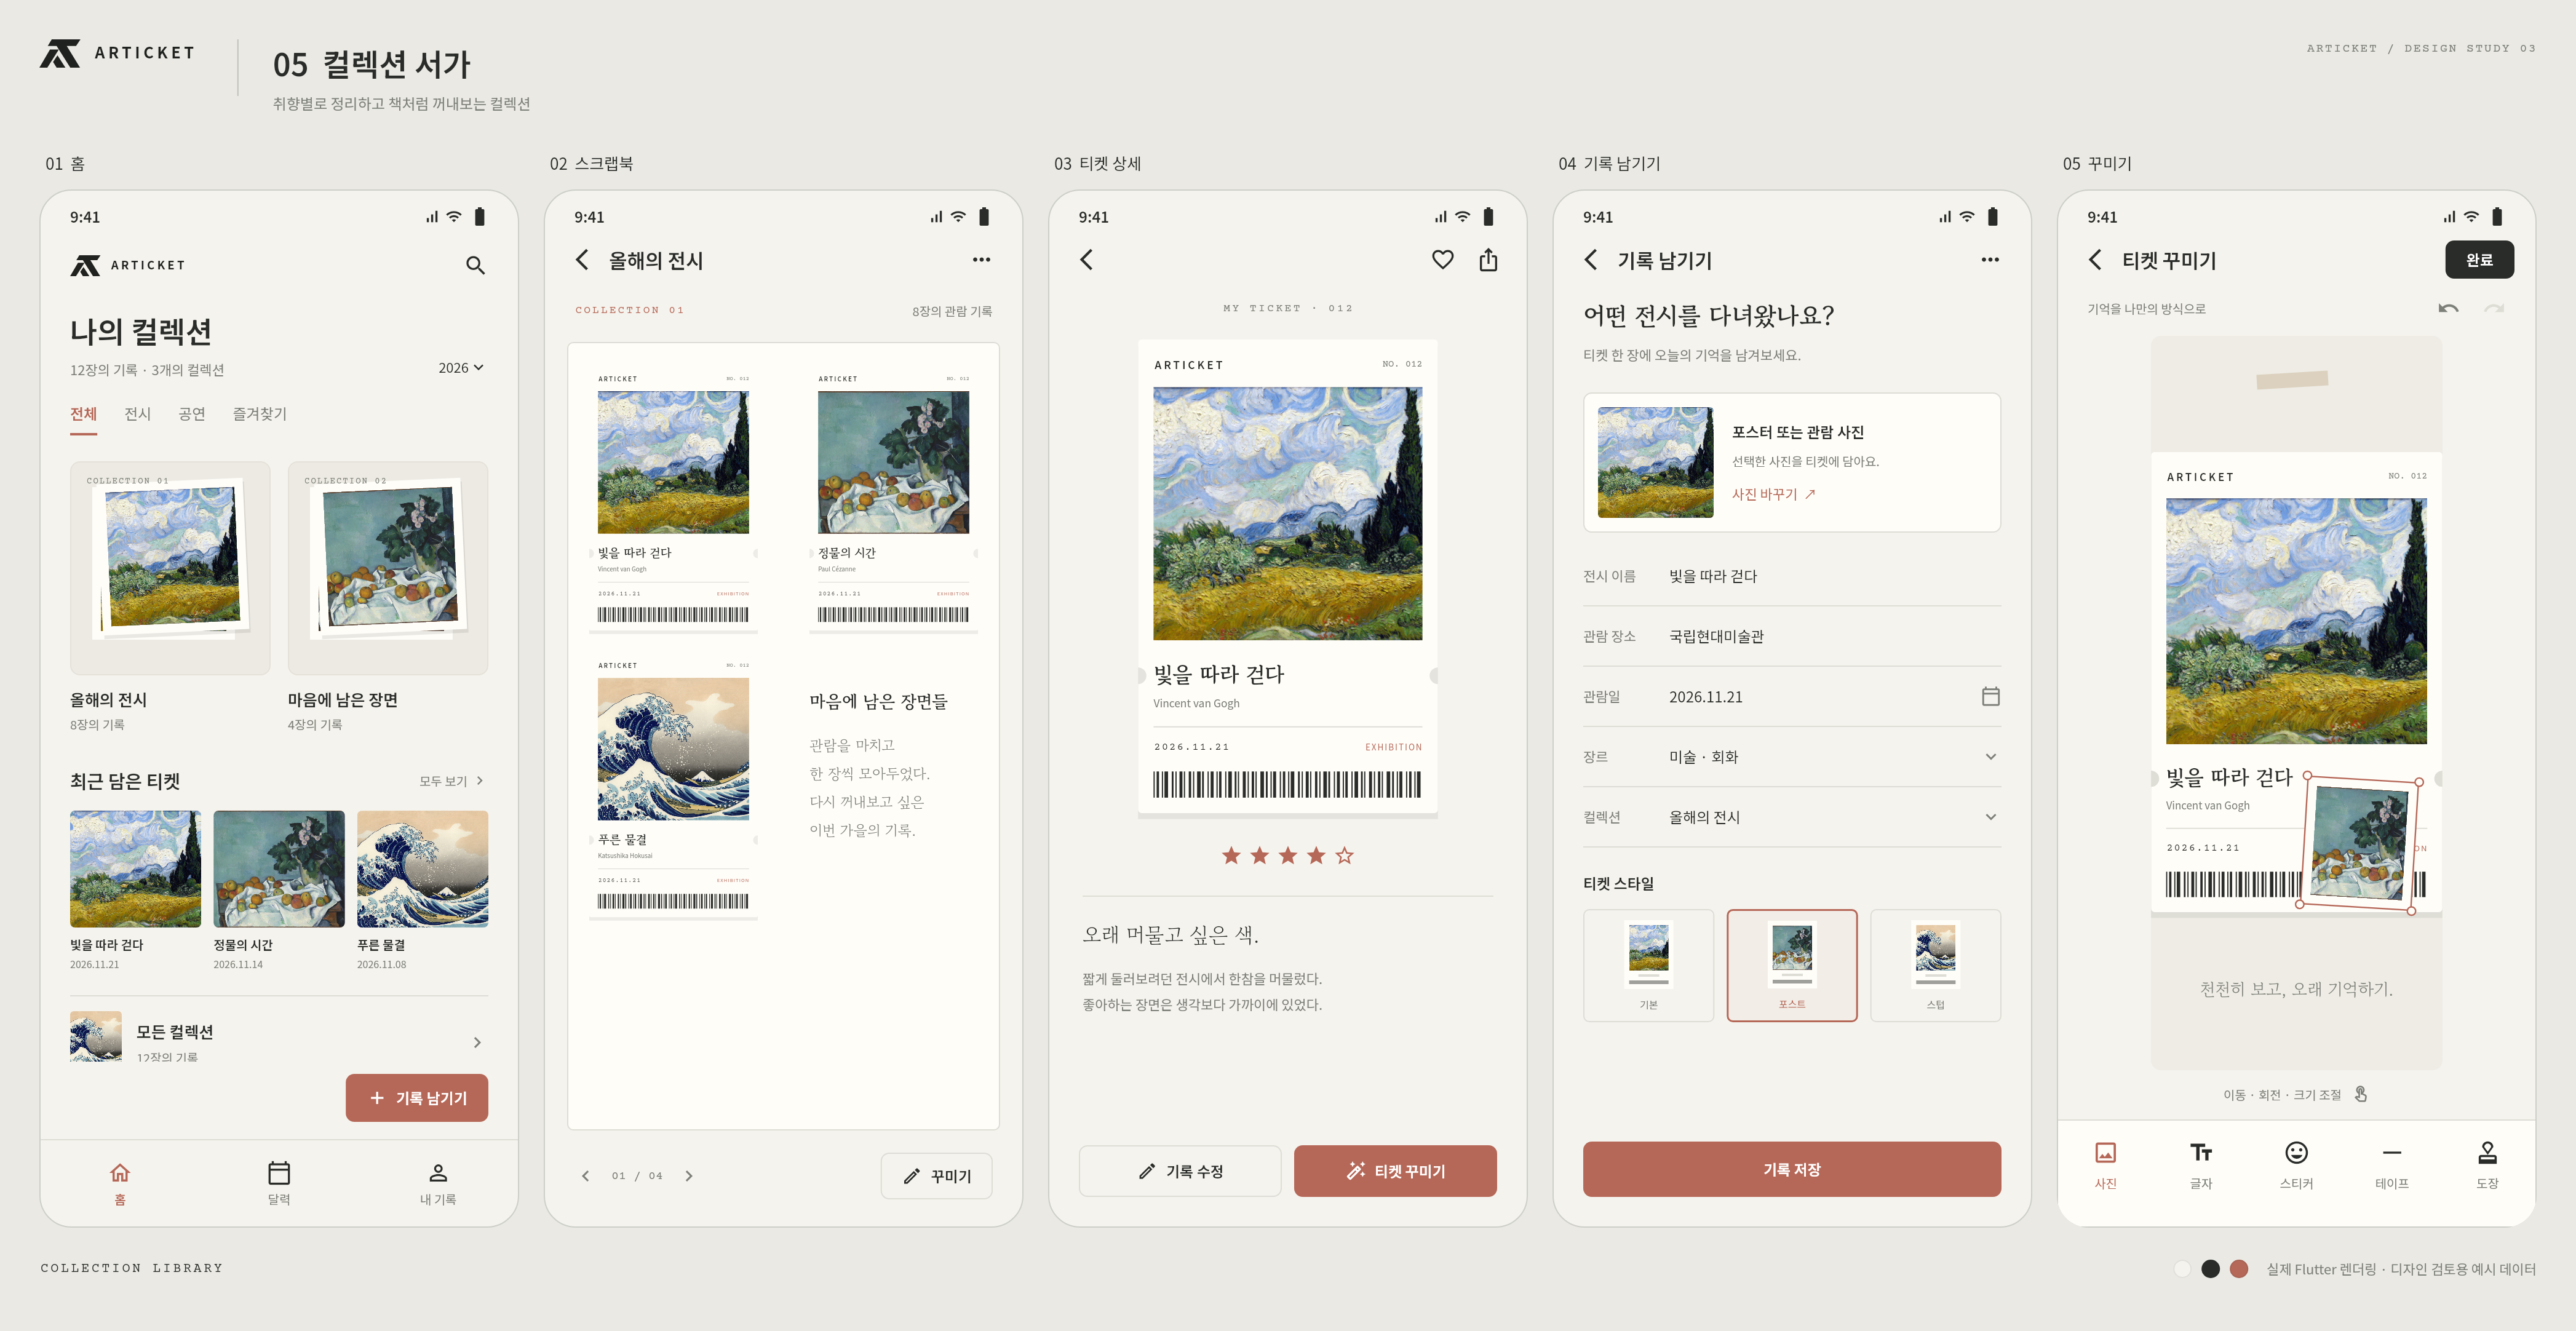 ARTICKET
05 컬렉션 서가
취향별로 정리하고 책처럼 꺼내보는 컬렉션
ARTICKET / DESIGN STUDY 03
01 홈
9:41
ARTICKET
나의 컬렉션
12장의 기록 · 3개의 컬렉션
2026
전체 전시 공연 즐겨찾기
COLLECTION 01
COLLECTION 02
올해의 전시
8장의 기록
마음에 남은 장면
4장의 기록
최근 담은 티켓
모두 보기
빛을 따라 걷다
2026.11.21
정물의 시간
2026.11.14
푸른 물결
2026.11.08
모든 컬렉션
12장의 기록
기록 남기기
홈
달력
내 기록
02 스크랩북
9:41
올해의 전시
COLLECTION 01
8장의 관람 기록
ARTICKET
NO. 012
빛을 따라 걷다
Vincent van Gogh
2026.11.21
EXHIBITION
ARTICKET
NO. 012
정물의 시간
Paul Cézanne
2026.11.21
EXHIBITION
ARTICKET
NO. 012
푸른 물결
Katsushika Hokusai
2026.11.21
EXHIBITION
마음에 남은 장면들
관람을 마치고
한 장씩 모아두었다.
다시 꺼내보고 싶은
이번 가을의 기록.
01 / 04
꾸미기
03 티켓 상세
9:41
MY TICKET · 012
ARTICKET
NO. 012
빛을 따라 걷다
Vincent van Gogh
2026.11.21
EXHIBITION
오래 머물고 싶은 색.
짧게 둘러보려던 전시에서 한참을 머물렀다.
좋아하는 장면은 생각보다 가까이에 있었다.
기록 수정
티켓 꾸미기
04 기록 남기기
9:41
기록 남기기
어떤 전시를 다녀왔나요?
티켓 한 장에 오늘의 기억을 남겨보세요.
포스터 또는 관람 사진
선택한 사진을 티켓에 담아요.
사진 바꾸기 ↗
전시 이름 빛을 따라 걷다
관람 장소 국립현대미술관
관람일 2026.11.21
장르 미술 · 회화
컬렉션 올해의 전시
티켓 스타일
기본
포스트
스텁
기록 저장
05 꾸미기
9:41
티켓 꾸미기
완료
기억을 나만의 방식으로
ARTICKET
NO. 012
빛을 따라 걷다
Vincent van Gogh
2026.11.21
ON
천천히 보고, 오래 기억하기.
이동 · 회전 · 크기 조절
사진
글자
스티커
테이프
도장
COLLECTION LIBRARY
실제 Flutter 렌더링 · 디자인 검토용 예시 데이터